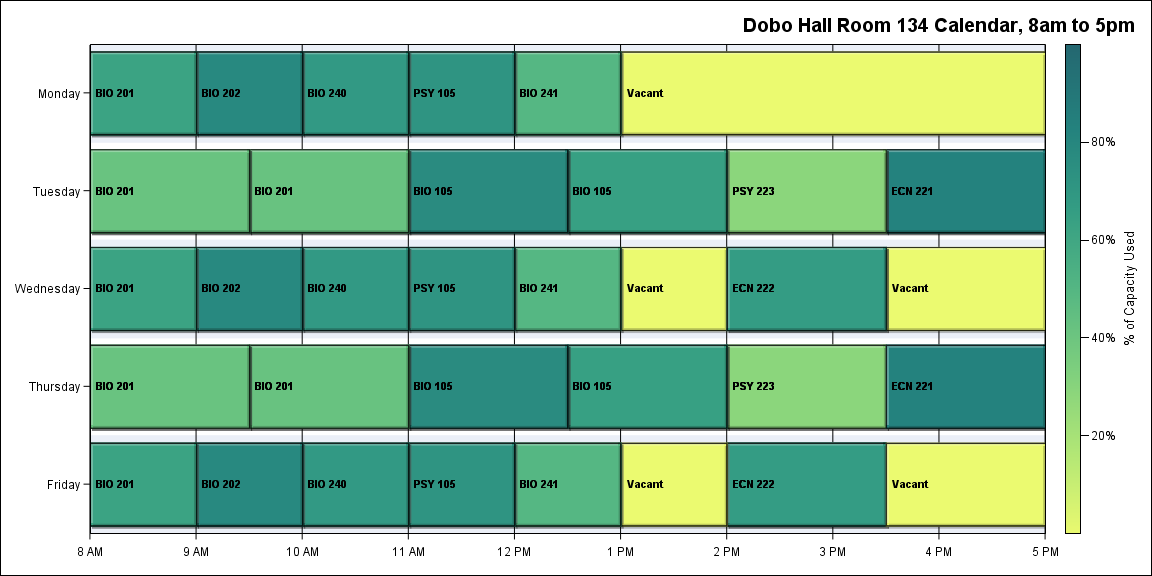 Dobo Hall Room 134 Calendar, 8am to 5pm
Monday
BIO 201
BIO 202
BIO 240
PSY 105
BIO 241
Vacant
Tuesday
BIO 201
BIO 201
BIO 105
BIO 105
PSY 223
ECN 221
Wednesday
BIO 201
BIO 202
BIO 240
PSY 105
BIO 241
Vacant
ECN 222
Vacant
Thursday
BIO 201
BIO 201
BIO 105
BIO 105
PSY 223
ECN 221
Friday
BIO 201
BIO 202
BIO 240
PSY 105
BIO 241
Vacant
ECN 222
Vacant
8 AM
9 AM
10 AM
11 AM
12 PM
1 PM
2 PM
3 PM
4 PM
5 PM
80%
60%
40%
20%
% of Capacity Used